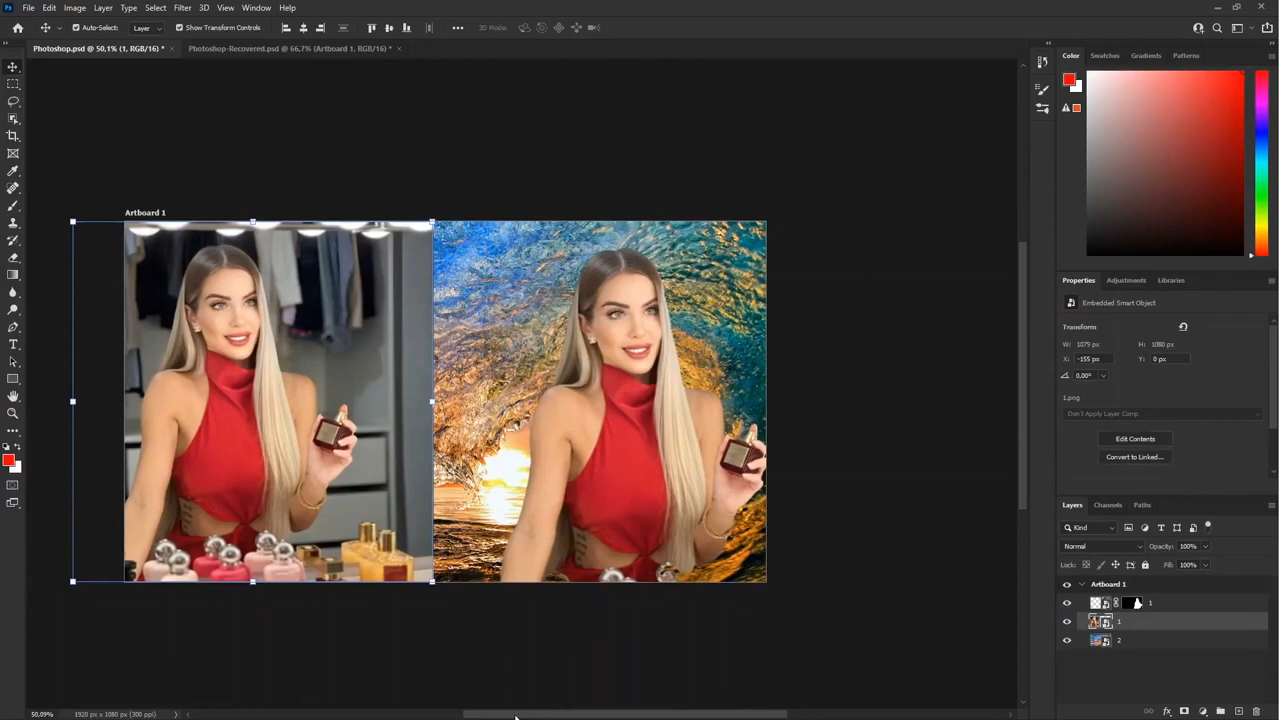 Ps File Edit Image Layer Type Select Filter 3D View Window Help
Auto-Select: Layer Show Transform Controls 3D Mode:
Photoshop.psd @ 50,1% (1, RGB/16) * Photoshop-Recovered.psd @ 66,7% (Artboard 1, RGB/16) *
Color Swatches Gradients Patterns
Artboard 1
Properties Adjustments Libraries
Embedded Smart Object
Transform
W: 1079 px H: 1080 px
X: -155 px Y: 0 px
0,00°
1.png
Don't Apply Layer Comp
Edit Contents
Convert to Linked...
Layers Channels Paths
Kind
Normal Opacity: 100%
Lock: Fill: 100%
Artboard 1
1
1
2
50,09% 1920 px x 1080 px (300 ppi)